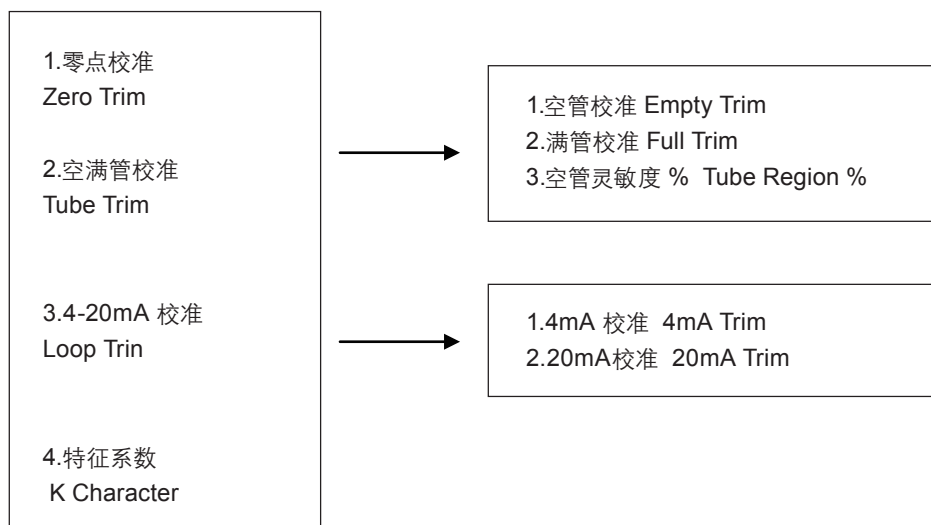 1.零点校准
Zero Trim
2.空满管校准
Tube Trim
3.4-20mA 校准
Loop Trin
4.特征系数
K Character
1.空管校准 Empty Trim
2.满管校准 Full Trim
3.空管灵敏度 % Tube Region %
1.4mA 校准 4mA Trim
2.20mA校准 20mA Trim